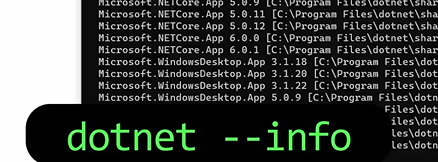 Microsoft.NETCore.App 5.0.9 [C:\Program Files\dotnet\shar
Microsoft.NETCore.App 5.0.11 [C:\Program Files\dotnet\sha
Microsoft.NETCore.App 5.0.12 [C:\Program Files\dotnet\sha
Microsoft.NETCore.App 6.0.0 [C:\Program Files\dotnet\shar
Microsoft.NETCore.App 6.0.1 [C:\Program Files\dotnet\shar
Microsoft.WindowsDesktop.App 3.1.18 [C:\Program Files\dot
Microsoft.WindowsDesktop.App 3.1.20 [C:\Program Files\dot
Microsoft.WindowsDesktop.App 3.1.22 [C:\Program Files\dot
Microsoft.WindowsDesktop.App 5.0.9 [C:\Program Files\dotn
Files\dot
iles\dot
les\dotn
les\dotn
dotnet --info